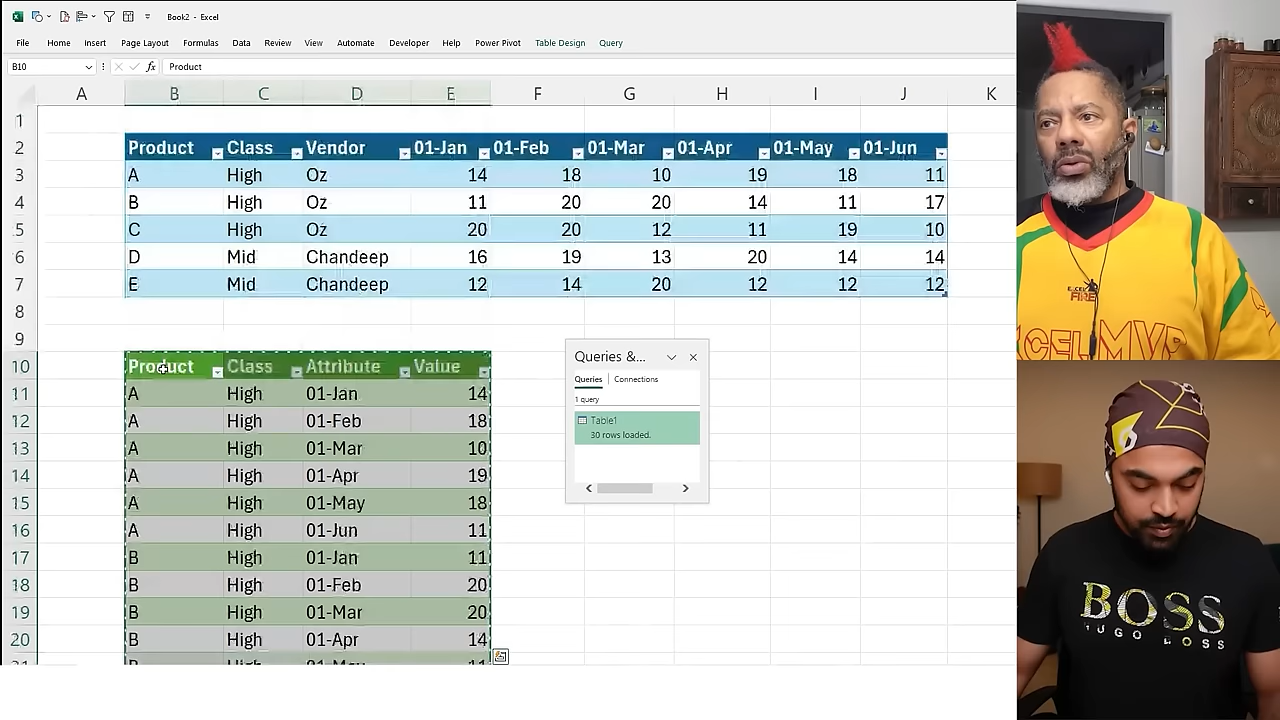 Book2 - Excel
File Home Insert Page Layout Formulas Data Review View Automate Developer Help Power Pivot Table Design Query
B10 fx Product
A B C D E F G H I J K
1
2 Product Class Vendor 01-Jan 01-Feb 01-Mar 01-Apr 01-May 01-Jun
3 A High Oz 14 18 10 19 18 11
4 B High Oz 11 20 20 14 11 17
5 C High Oz 20 20 12 11 19 10
6 D Mid Chandeep 16 19 13 20 14 14
7 E Mid Chandeep 12 14 20 12 12 12
8
9
10 Product Class Attribute Value
11 A High 01-Jan 14
12 A High 01-Feb 18
13 A High 01-Mar 10
14 A High 01-Apr 19
15 A High 01-May 18
16 A High 01-Jun 11
17 B High 01-Jan 11
18 B High 01-Feb 20
19 B High 01-Mar 20
20 B High 01-Apr 14
Queries &...
Queries Connections
1 query
Table1
30 rows loaded.
FIRE
BOSS